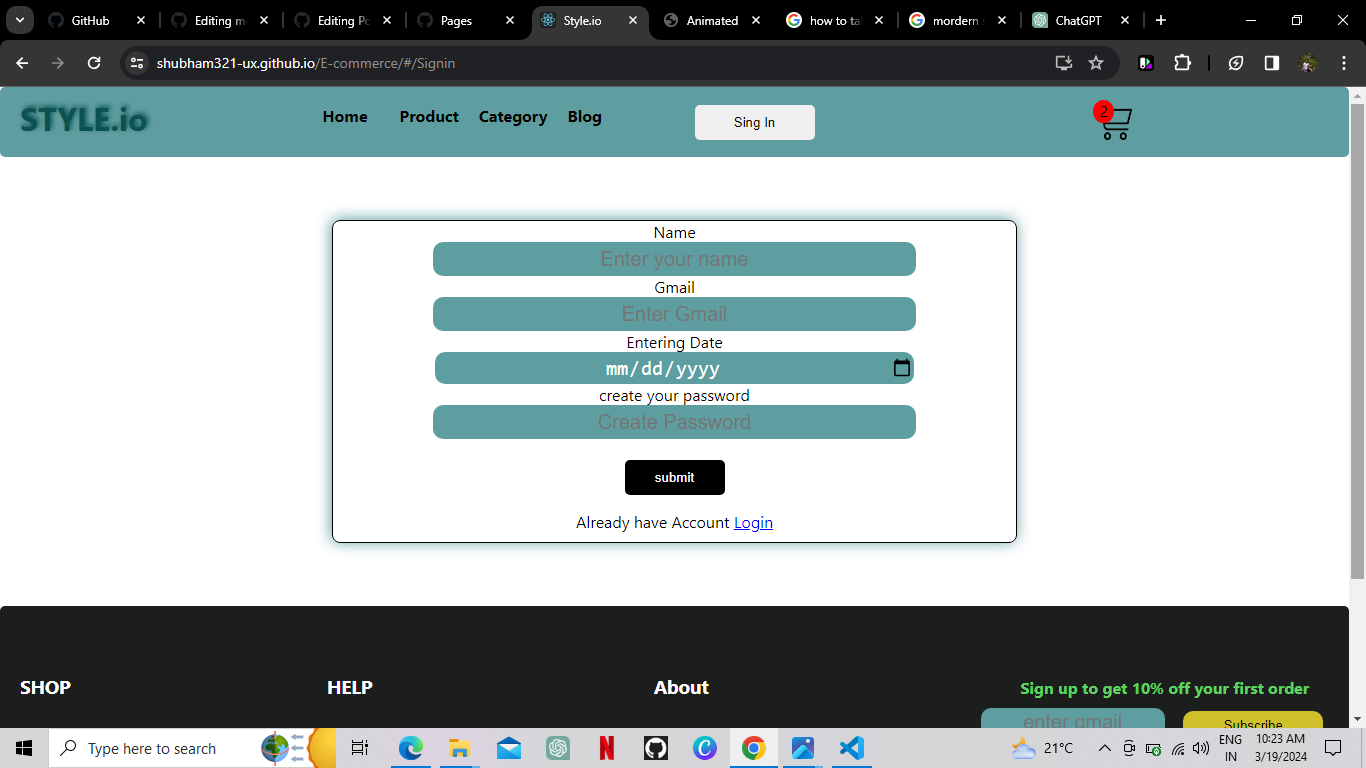 GitHub Editing m Editing Po Pages Style.io Animated how to ta mordern ChatGPT
shubham321-ux.github.io/E-commerce/#/Signin
STYLE.io Home Product Category Blog Sing In 2
Name
Enter your name
Gmail
Enter Gmail
Entering Date
mm/dd/yyyy
create your password
Create Password
submit
Already have Account Login
SHOP HELP About Sign up to get 10% off your first order
enter gmail Subscribe
Type here to search 21°C ENG 10:23 AM
IN 3/19/2024